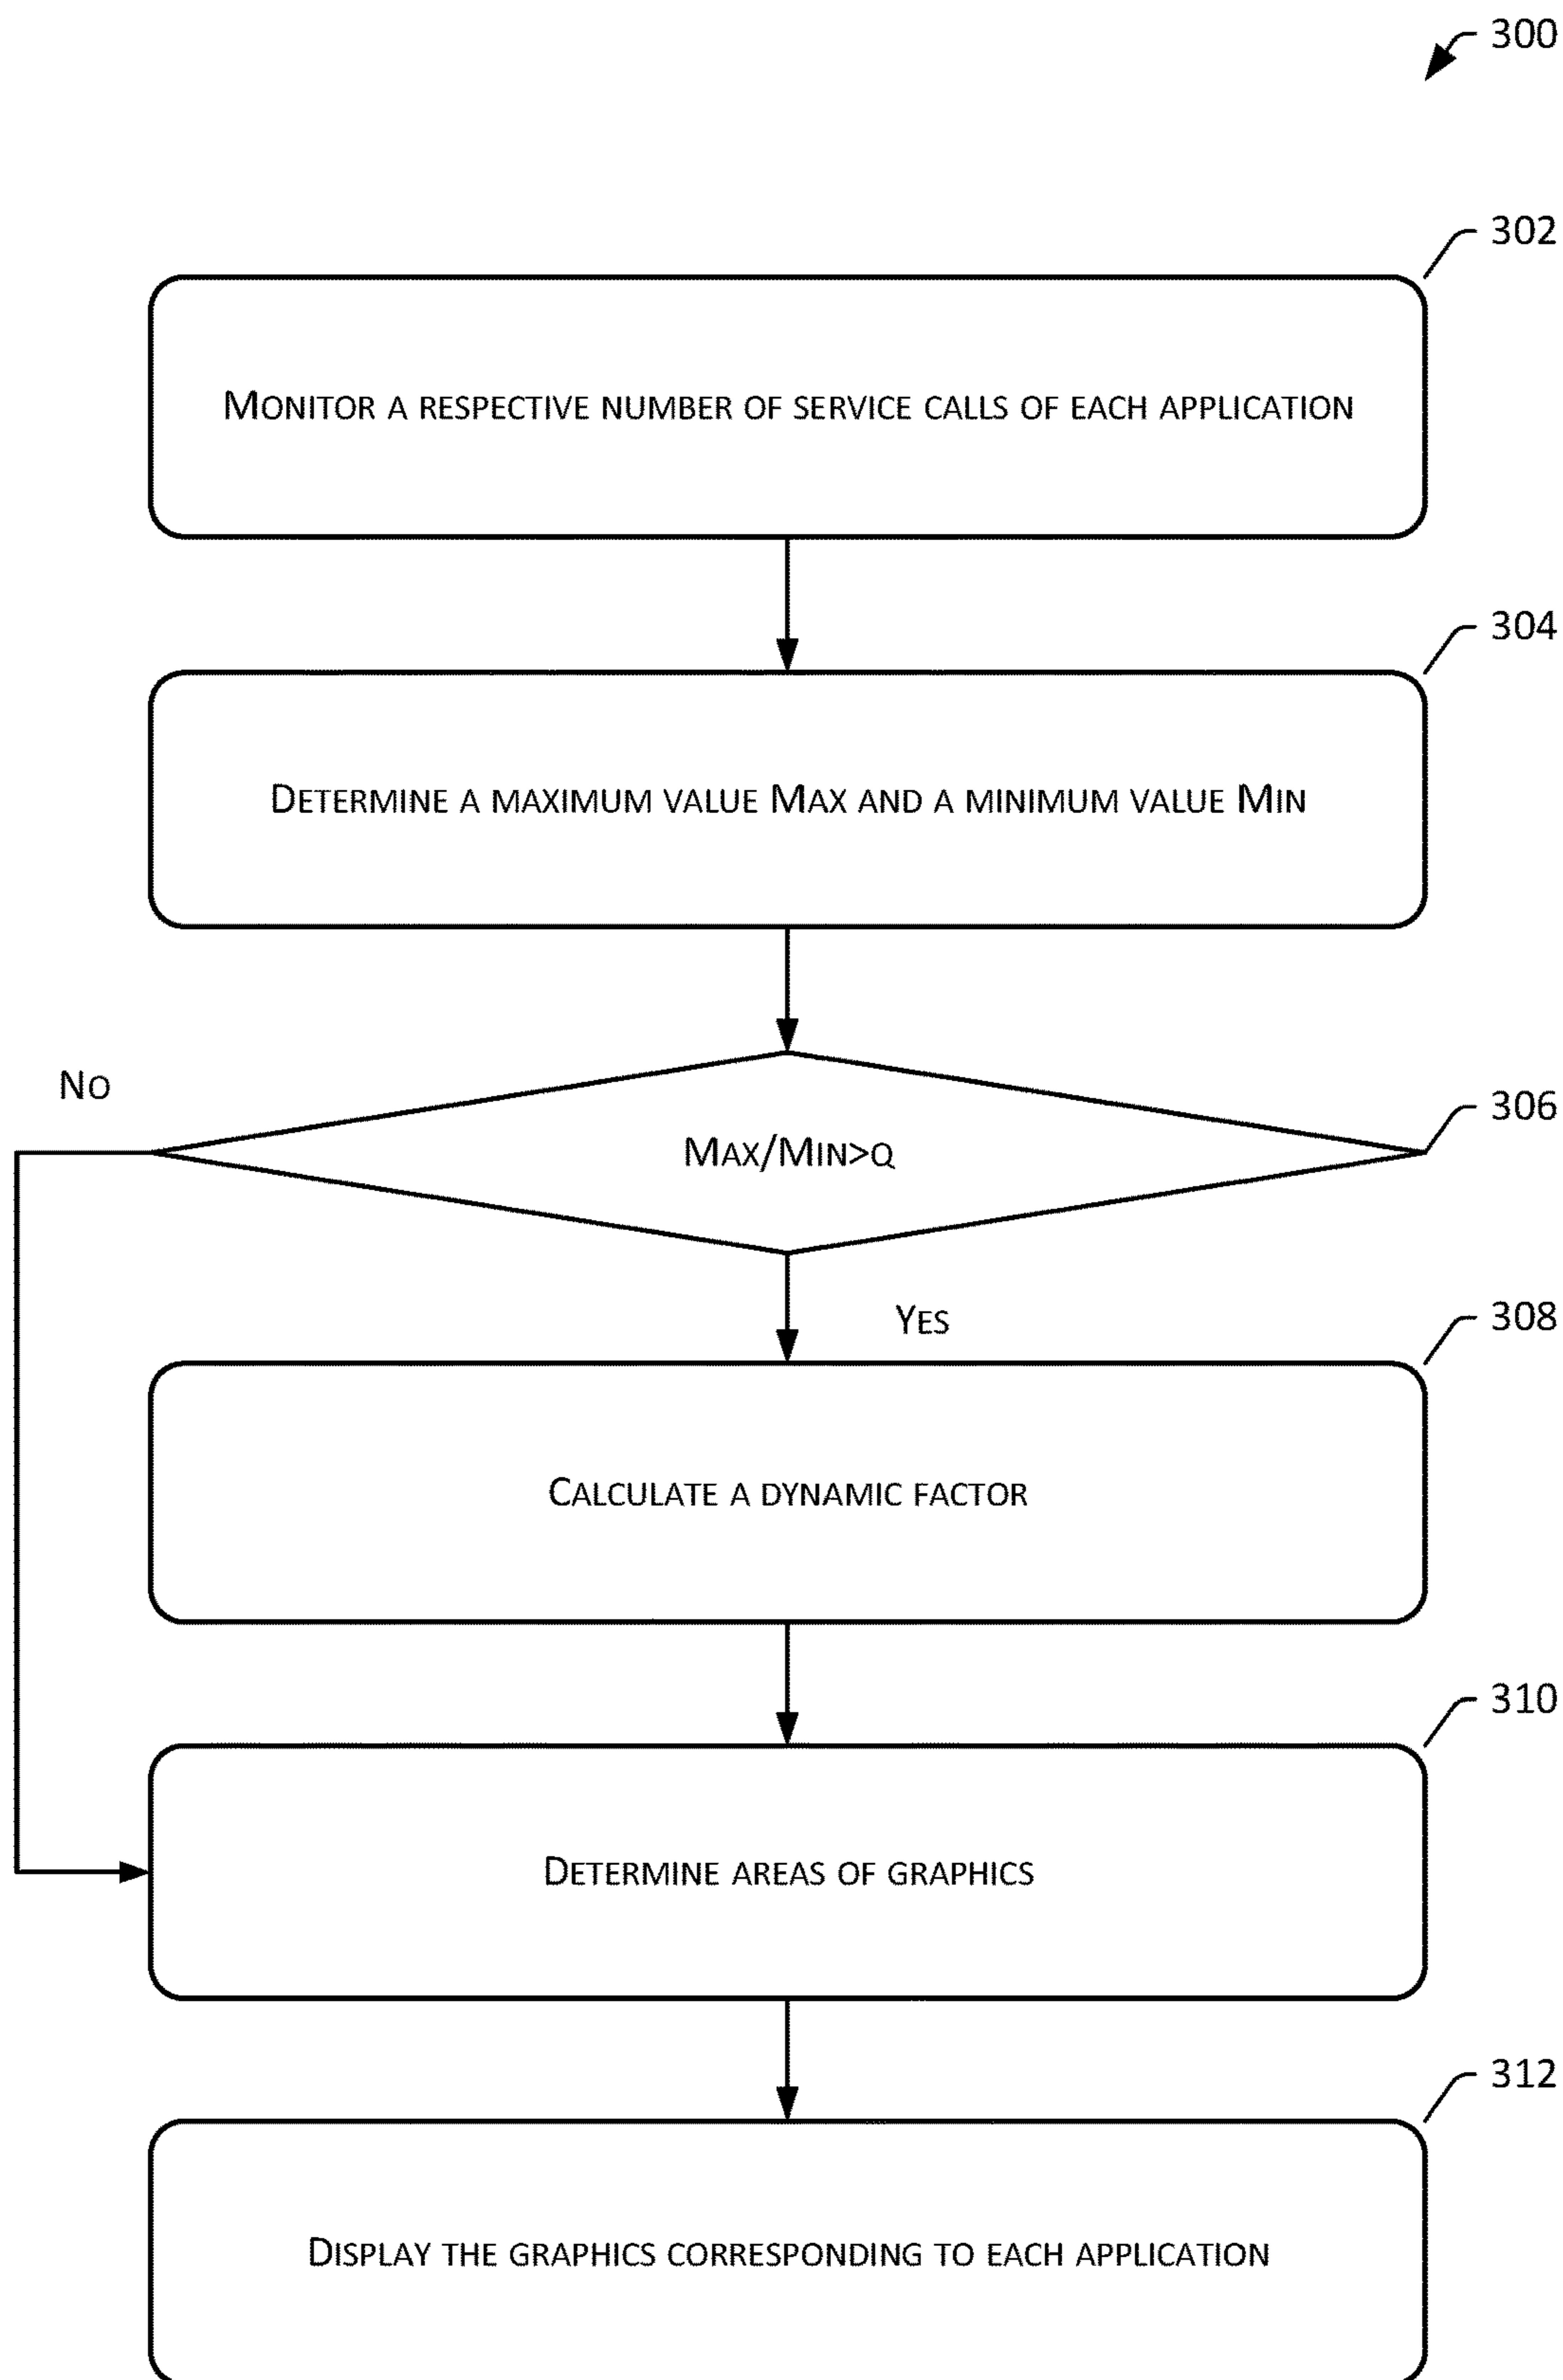 300
302
Monitor a respective number of service calls of each application
304
Determine a maximum value Max and a minimum value Min
No
306
Max/Min>q
Yes
308
Calculate a dynamic factor
310
Determine areas of graphics
312
Display the graphics corresponding to each application